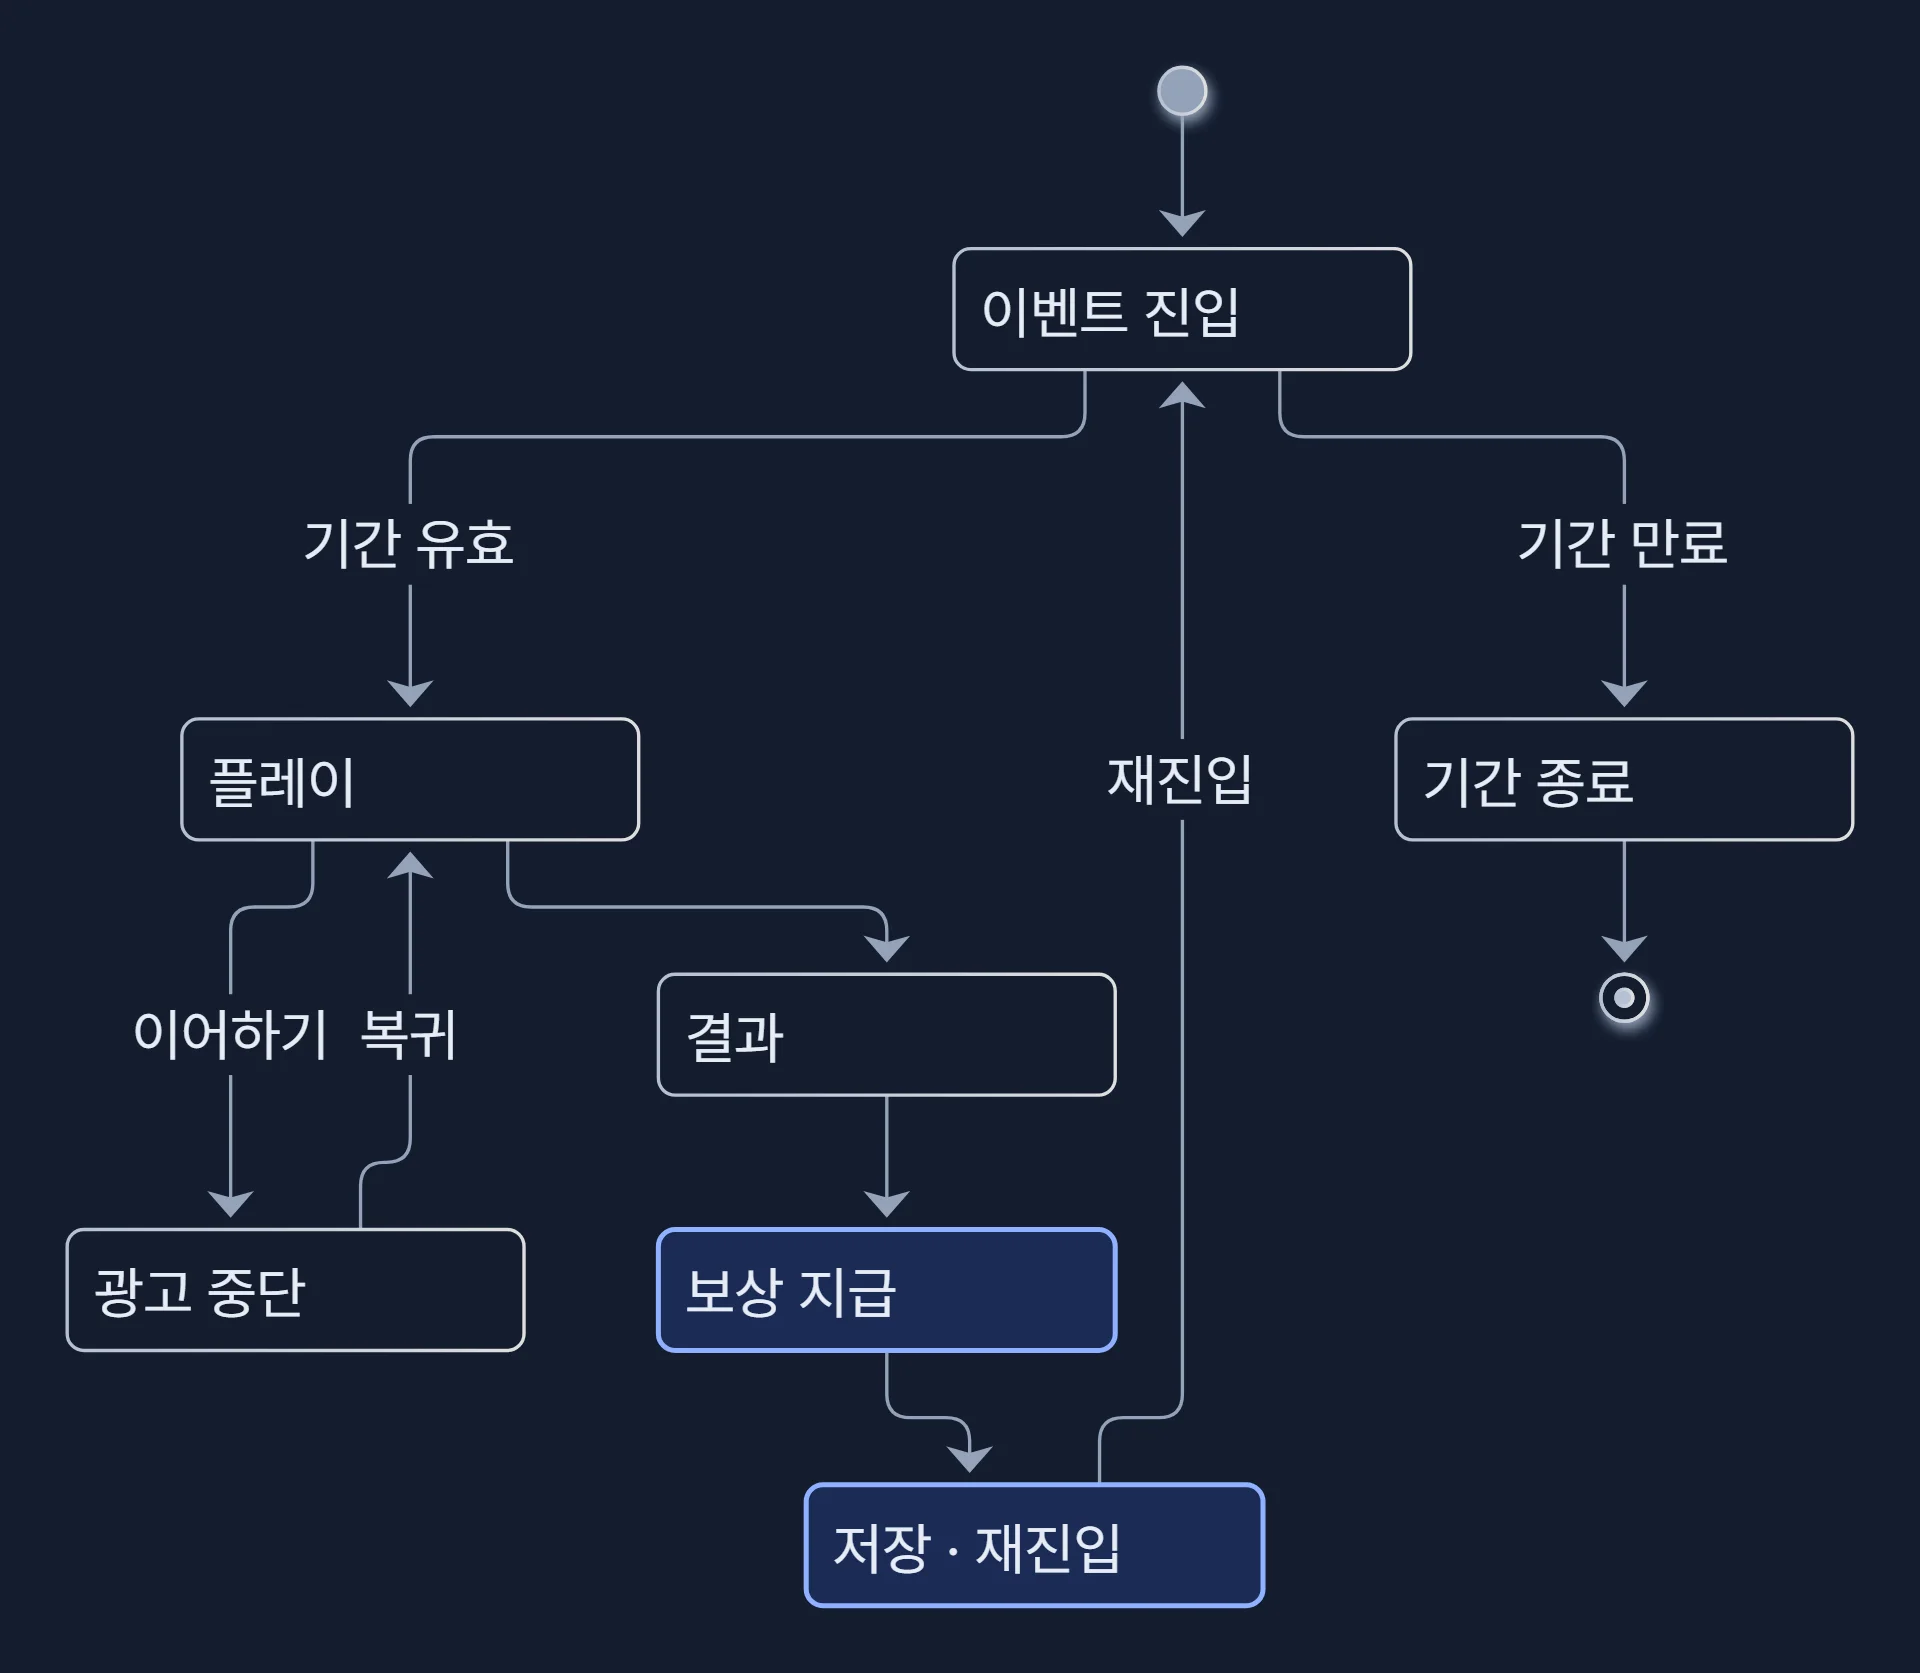 이벤트 진입
기간 유효
기간 만료
플레이
재진입
기간 종료
이어하기
복귀
결과
광고 중단
보상 지급
저장 · 재진입